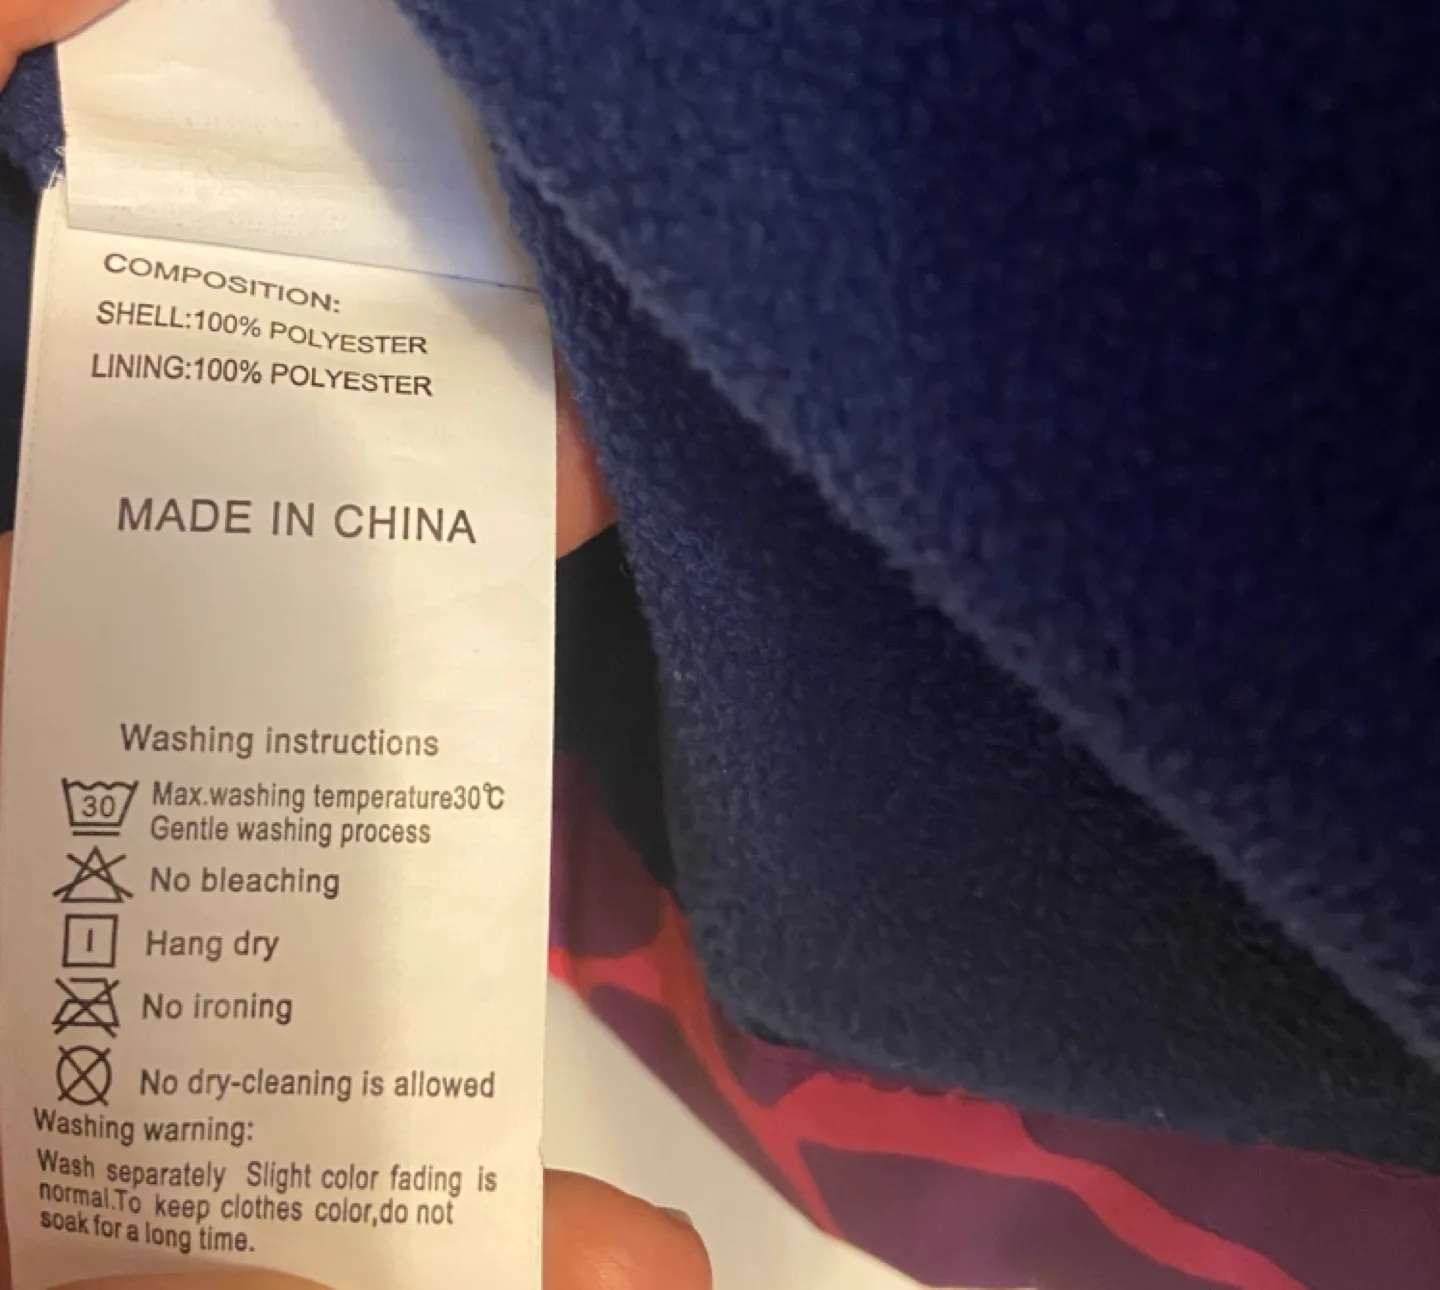 COMPOSITION:
SHELL:100% POLYESTER
LINING:100% POLYESTER
MADE IN CHINA
Washing instructions
30 Max.washing temperature30℃
Gentle washing process
No bleaching
Hang dry
No ironing
No dry-cleaning is allowed
Washing warning:
Wash separately Slight color fading is
normal.To keep clothes color,do not
soak for a long time.